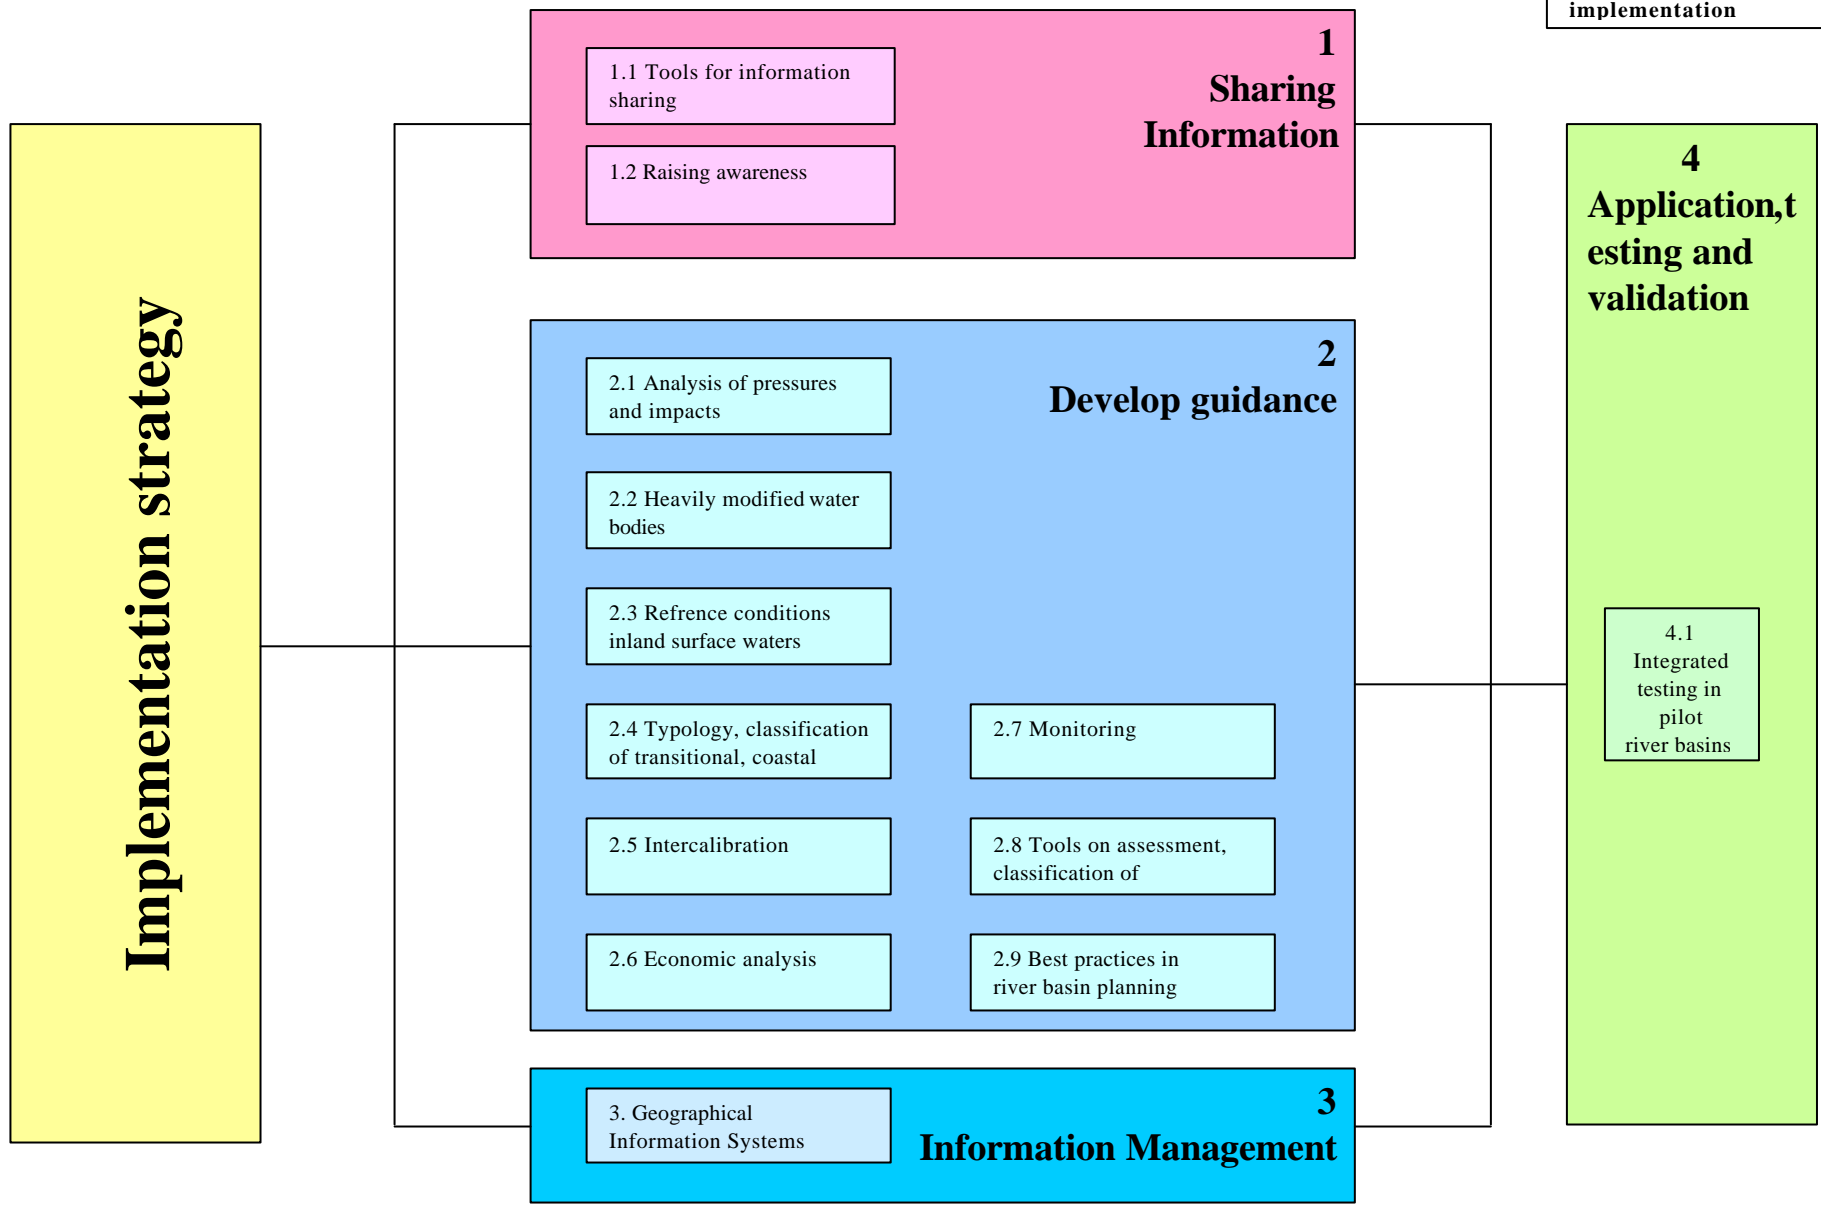 implementation
Implementation strategy
1
Sharing
Information
1.1 Tools for information
sharing
1.2 Raising awareness
2
Develop guidance
2.1 Analysis of pressures
and impacts
2.2 Heavily modified water
bodies
2.3 Refrence conditions
inland surface waters
2.4 Typology, classification
of transitional, coastal
2.5 Intercalibration
2.6 Economic analysis
2.7 Monitoring
2.8 Tools on assessment,
classification of
2.9 Best practices in
river basin planning
3
Information Management
3. Geographical
Information Systems
4
Application,t
esting and
validation
4.1
Integrated
testing in
pilot
river basins